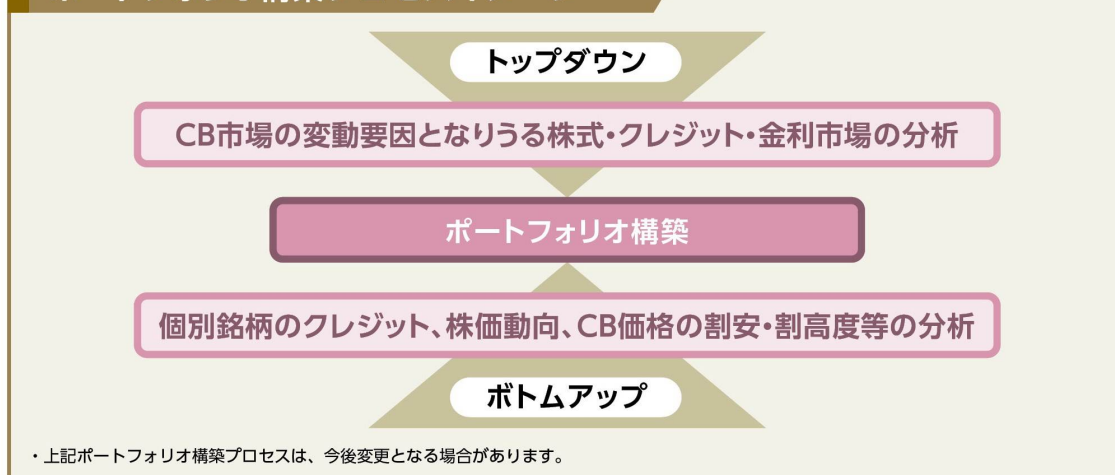 トップダウン
CB市場の変動要因となりうる株式・クレジット・金利市場の分析
ポートフォリオ構築
個別銘柄のクレジット、株価動向、CB価格の割安・割高度等の分析
ボトムアップ
・上記ポートフォリオ構築プロセスは、今後変更となる場合があります。